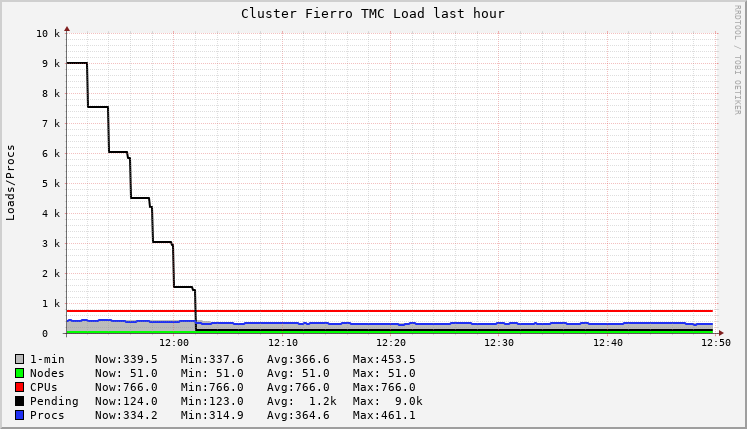 Cluster Fierro TMC Load last hour
RRDTOOL / TOBI OETIKER
Loads/Procs
10 k
9 k
8 k
7 k
6 k
5 k
4 k
3 k
2 k
1 k
0
12:00 12:10 12:20 12:30 12:40 12:50
1-min Now:339.5 Min:337.6 Avg:366.6 Max:453.5
Nodes Now: 51.0 Min: 51.0 Avg: 51.0 Max: 51.0
CPUs Now:766.0 Min:766.0 Avg:766.0 Max:766.0
Pending Now:124.0 Min:123.0 Avg: 1.2k Max: 9.0k
Procs Now:334.2 Min:314.9 Avg:364.6 Max:461.1